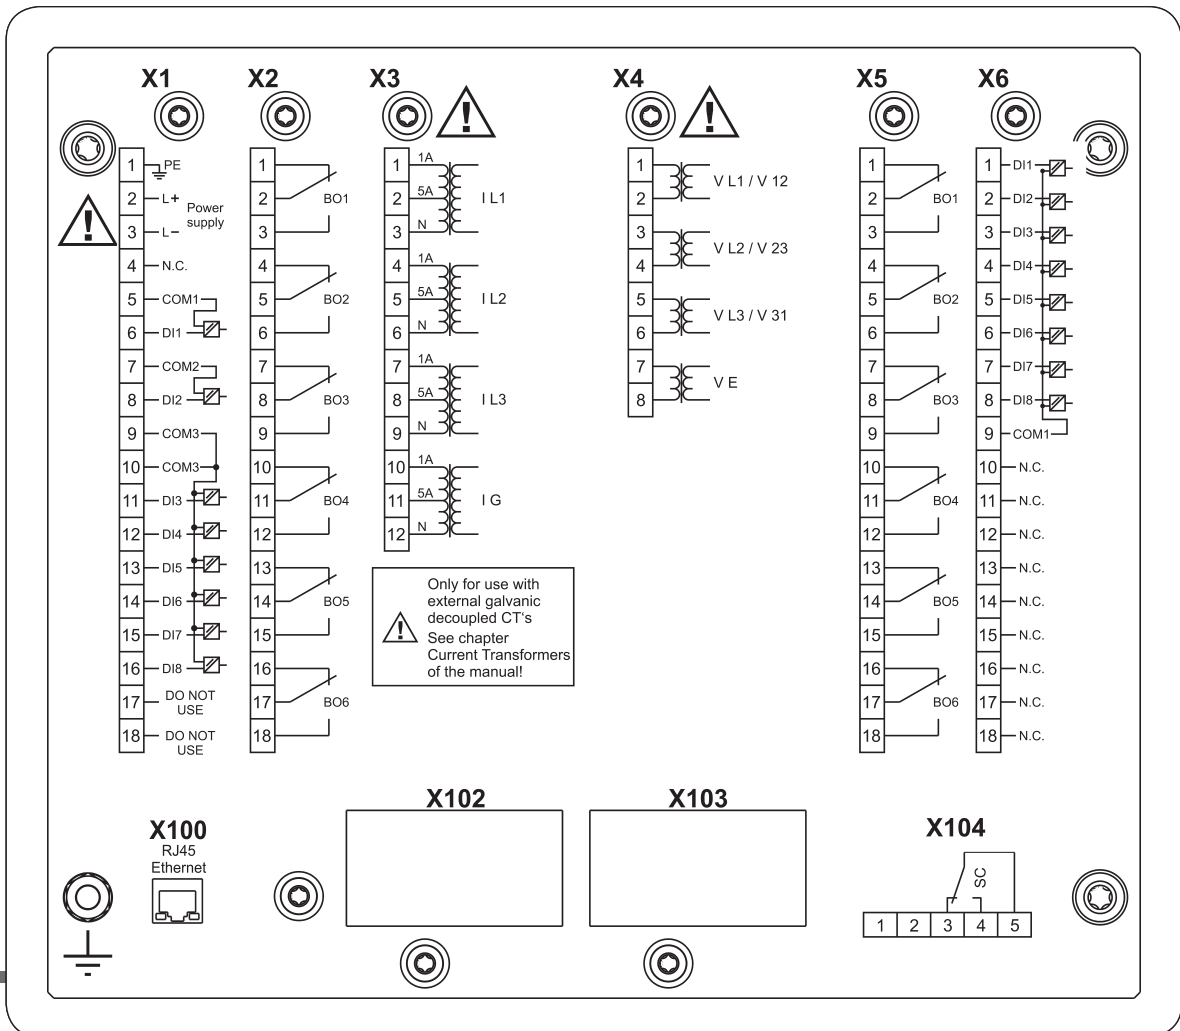 X1
X2
X3
X4
X5
X6
1 PE
2 L+ Power
supply
3 L−
4 N.C.
5 COM1
6 DI1
7 COM2
8 DI2
9 COM3
10 COM3
11 DI3
12 DI4
13 DI5
14 DI6
15 DI7
16 DI8
17 DO NOT
USE
18 DO NOT
USE
1
2 BO1
3
4
5 BO2
6
7
8 BO3
9
10
11 BO4
12
13
14 BO5
15
16
17 BO6
18
1 1A
2 5A I L1
3 N
4 1A
5 5A I L2
6 N
7 1A
8 5A I L3
9 N
10 1A
11 5A I G
12 N
Only for use with
external galvanic
decoupled CT's
See chapter
Current Transformers
of the manual!
1
V L1 / V 12
2
3
V L2 / V 23
4
5
V L3 / V 31
6
7
V E
8
1
2 BO1
3
4
5 BO2
6
7
8 BO3
9
10
11 BO4
12
13
14 BO5
15
16
17 BO6
18
1 DI1
2 DI2
3 DI3
4 DI4
5 DI5
6 DI6
7 DI7
8 DI8
9 COM1
10 N.C.
11 N.C.
12 N.C.
13 N.C.
14 N.C.
15 N.C.
16 N.C.
17 N.C.
18 N.C.
X100
RJ45
Ethernet
X102
X103
X104
SC
1 2 3 4 5